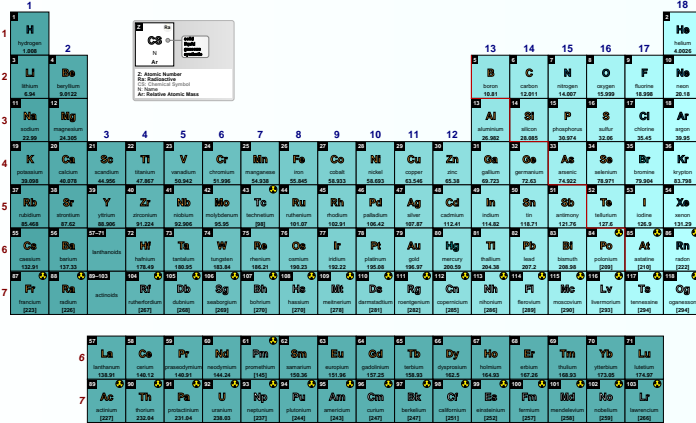 1 18
1 2
1 H He
hydrogen helium
1.008 4.0026
Z Ra
CS
N
Ar
Z: Atomic Number
Ra: Radioactive
CS: Chemical Symbol
N: Name
Ar: Relative Atomic Mass
2 13 14 15 16 17
3 4 5 6 7 8 9 10
2 Li Be B C N O F Ne
lithium beryllium boron carbon nitrogen oxygen fluorine neon
6.94 9.0122 10.81 12.011 14.007 15.999 18.998 20.18
11 12 13 14 15 16 17 18
3 Na Mg Al Si P S Cl Ar
sodium magnesium aluminium silicon phosphorus sulfur chlorine argon
22.99 24.305 26.982 28.085 30.974 32.06 35.45 39.95
3 4 5 6 7 8 9 10 11 12
19 20 21 22 23 24 25 26 27 28 29 30 31 32 33 34 35 36
4 K Ca Sc Ti V Cr Mn Fe Co Ni Cu Zn Ga Ge As Se Br Kr
potassium calcium scandium titanium vanadium chromium manganese iron cobalt nickel copper zinc gallium germanium arsenic selenium bromine krypton
39.098 40.078 44.956 47.867 50.942 51.996 54.938 55.845 58.933 58.693 63.546 65.38 69.723 72.63 74.922 78.971 79.904 83.798
37 38 39 40 41 42 43 44 45 46 47 48 49 50 51 52 53 54
5 Rb Sr Y Zr Nb Mo Tc Ru Rh Pd Ag Cd In Sn Sb Te I Xe
rubidium strontium yttrium zirconium niobium molybdenum technetium ruthenium rhodium palladium silver cadmium indium tin antimony tellurium iodine xenon
85.468 87.62 88.906 91.224 92.906 95.95 [98] 101.07 102.91 106.42 107.87 112.41 114.82 118.71 121.76 127.6 126.9 131.29
55 56 57–71 72 73 74 75 76 77 78 79 80 81 82 83 84 85 86
6 Cs Ba Hf Ta W Re Os Ir Pt Au Hg Tl Pb Bi Po At Rn
caesium barium lanthanoids hafnium tantalum tungsten rhenium osmium iridium platinum gold mercury thallium lead bismuth polonium astatine radon
132.91 137.33 178.49 180.95 183.84 186.21 190.23 192.22 195.08 196.97 200.59 204.38 207.2 208.98 [209] [210] [222]
87 88 89–103 104 105 106 107 108 109 110 111 112 113 114 115 116 117 118
7 Fr Ra Rf Db Sg Bh Hs Mt Ds Rg Cn Nh Fl Mc Lv Ts Og
francium radium actinoids rutherfordium dubnium seaborgium bohrium hassium meitnerium darmstadtium roentgenium copernicium nihonium flerovium moscovium livermorium tennessine oganesson
[223] [226] [267] [268] [269] [270] [270] [278] [281] [282] [285] [286] [289] [290] [293] [294] [294]
57 58 59 60 61 62 63 64 65 66 67 68 69 70 71
6 La Ce Pr Nd Pm Sm Eu Gd Tb Dy Ho Er Tm Yb Lu
lanthanum cerium praseodymium neodymium promethium samarium europium gadolinium terbium dysprosium holmium erbium thulium ytterbium lutetium
138.91 140.12 140.91 144.24 [145] 150.36 151.96 157.25 158.93 162.5 164.93 167.26 168.93 173.05 174.97
89 90 91 92 93 94 95 96 97 98 99 100 101 102 103
7 Ac Th Pa U Np Pu Am Cm Bk Cf Es Fm Md No Lr
actinium thorium protactinium uranium neptunium plutonium americium curium berkelium californium einsteinium fermium mendelevium nobelium lawrencium
[227] 232.04 231.04 238.03 [237] [244] [243] [247] [247] [251] [252] [257] [258] [259] [266]